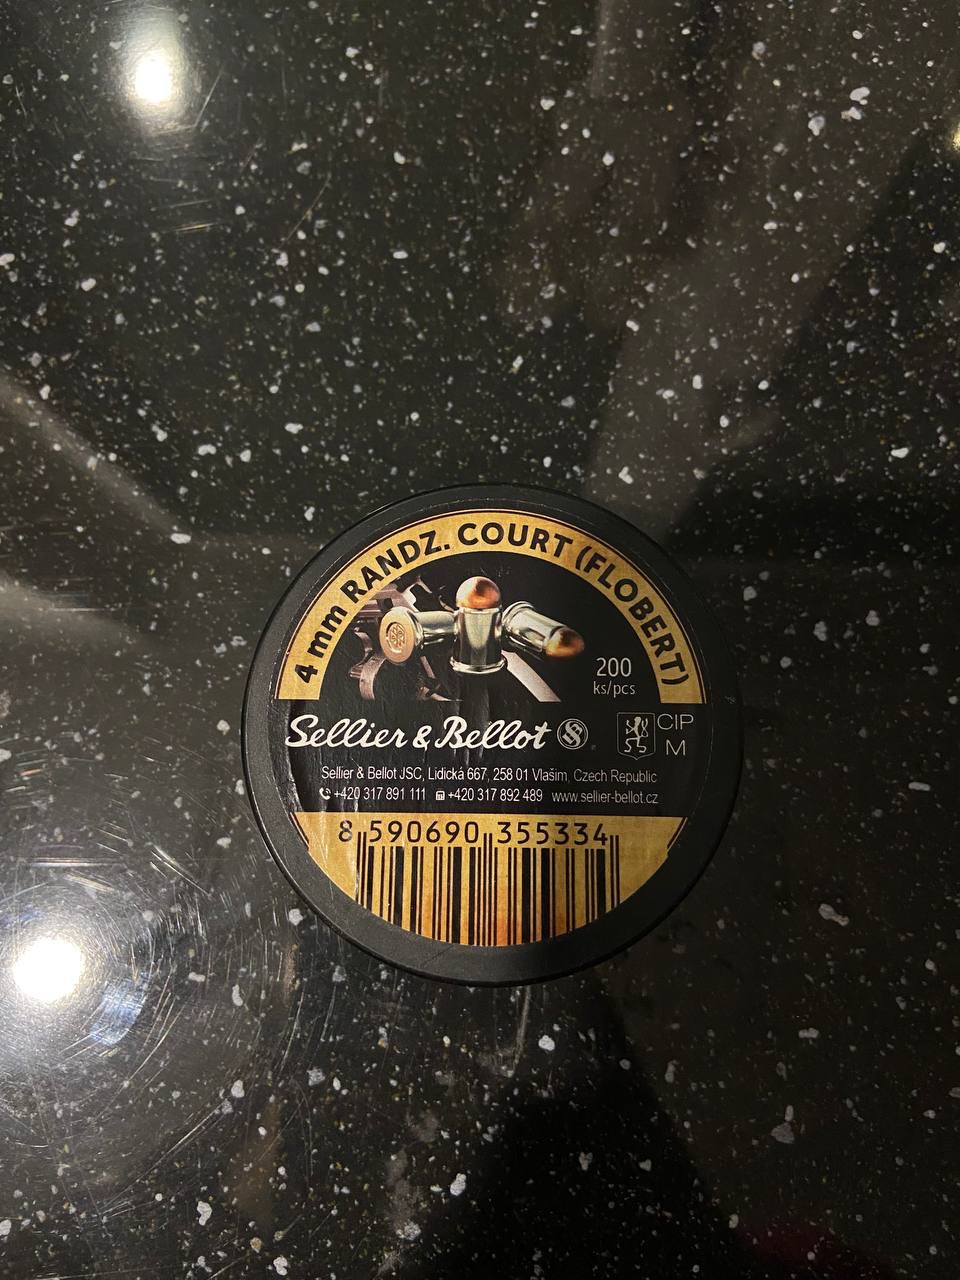 4 mm RANDZ. COURT (FLOBERT)
200
ks/pcs
Sellier & Bellot
CIP
M
Sellier & Bellot JSC, Lidická 667, 258 01 Vlašim, Czech Republic
+420 317 891 111 +420 317 892 489 www.sellier-bellot.cz
8 590690 355334